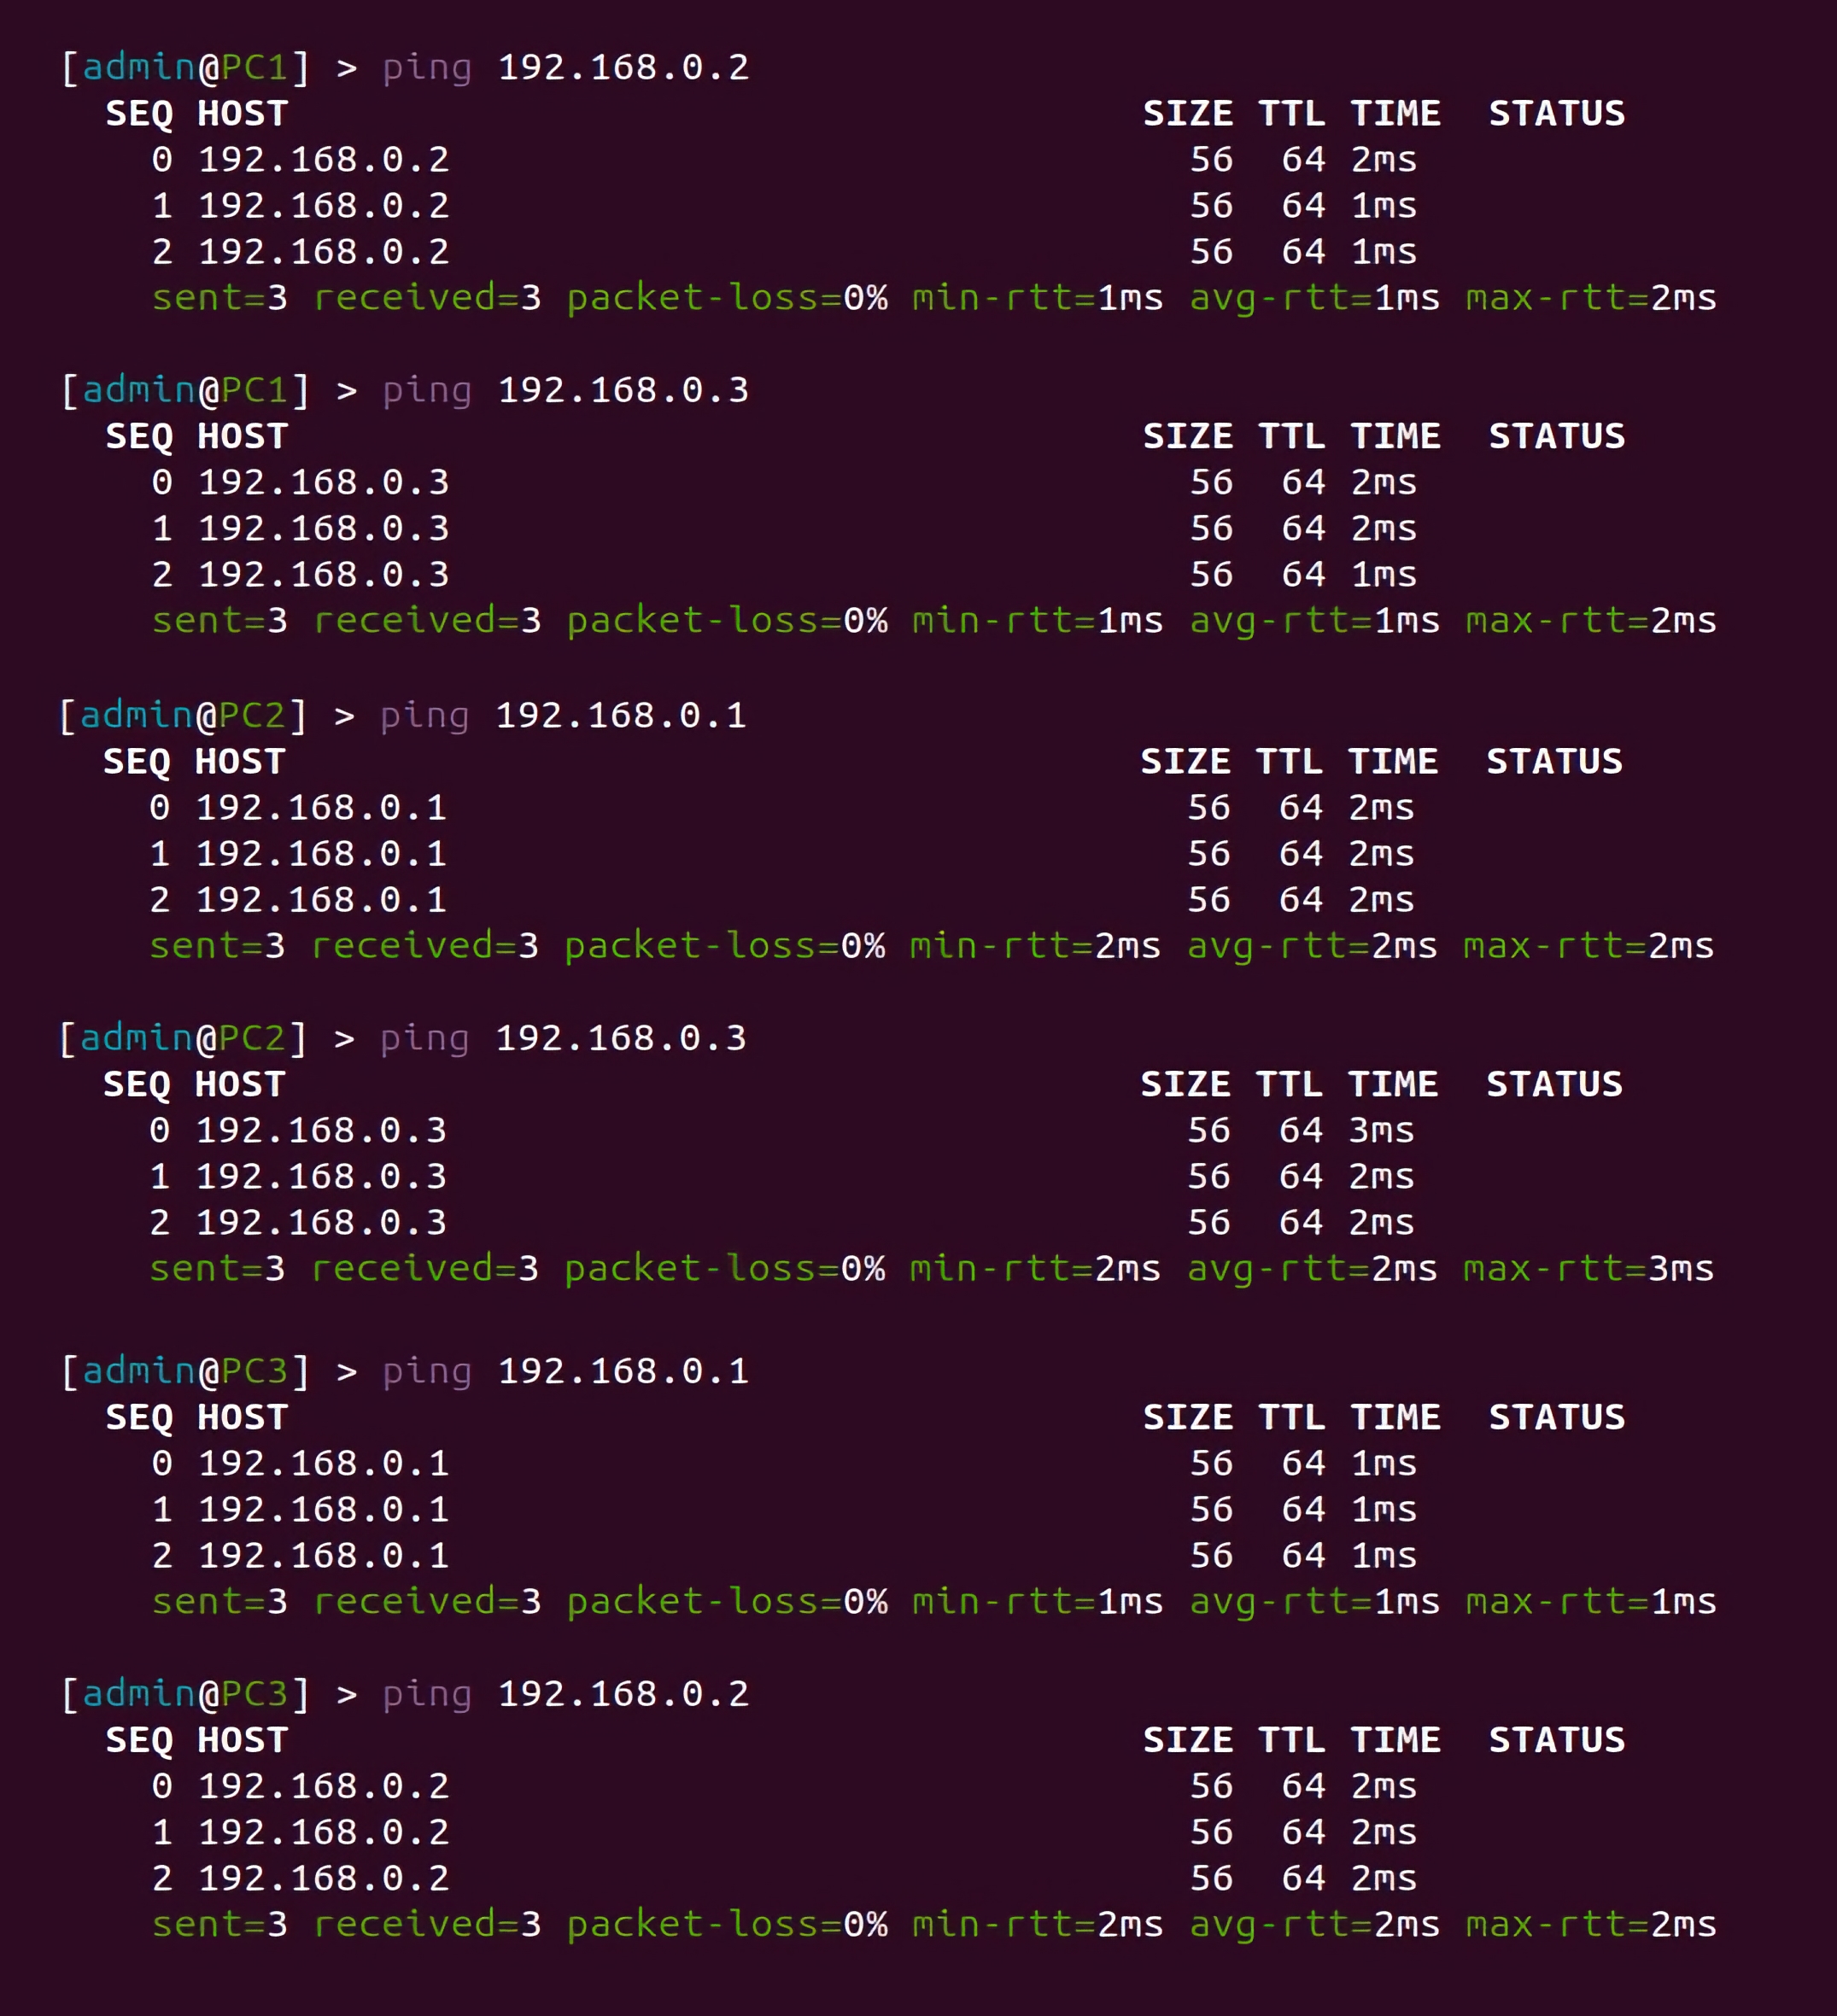 [admin@PC1] > ping 192.168.0.2
SEQ HOST SIZE TTL TIME STATUS
0 192.168.0.2 56 64 2ms
1 192.168.0.2 56 64 1ms
2 192.168.0.2 56 64 1ms
sent=3 received=3 packet-loss=0% min-rtt=1ms avg-rtt=1ms max-rtt=2ms
[admin@PC1] > ping 192.168.0.3
SEQ HOST SIZE TTL TIME STATUS
0 192.168.0.3 56 64 2ms
1 192.168.0.3 56 64 2ms
2 192.168.0.3 56 64 1ms
sent=3 received=3 packet-loss=0% min-rtt=1ms avg-rtt=1ms max-rtt=2ms
[admin@PC2] > ping 192.168.0.1
SEQ HOST SIZE TTL TIME STATUS
0 192.168.0.1 56 64 2ms
1 192.168.0.1 56 64 2ms
2 192.168.0.1 56 64 2ms
sent=3 received=3 packet-loss=0% min-rtt=2ms avg-rtt=2ms max-rtt=2ms
[admin@PC2] > ping 192.168.0.3
SEQ HOST SIZE TTL TIME STATUS
0 192.168.0.3 56 64 3ms
1 192.168.0.3 56 64 2ms
2 192.168.0.3 56 64 2ms
sent=3 received=3 packet-loss=0% min-rtt=2ms avg-rtt=2ms max-rtt=3ms
[admin@PC3] > ping 192.168.0.1
SEQ HOST SIZE TTL TIME STATUS
0 192.168.0.1 56 64 1ms
1 192.168.0.1 56 64 1ms
2 192.168.0.1 56 64 1ms
sent=3 received=3 packet-loss=0% min-rtt=1ms avg-rtt=1ms max-rtt=1ms
[admin@PC3] > ping 192.168.0.2
SEQ HOST SIZE TTL TIME STATUS
0 192.168.0.2 56 64 2ms
1 192.168.0.2 56 64 2ms
2 192.168.0.2 56 64 2ms
sent=3 received=3 packet-loss=0% min-rtt=2ms avg-rtt=2ms max-rtt=2ms